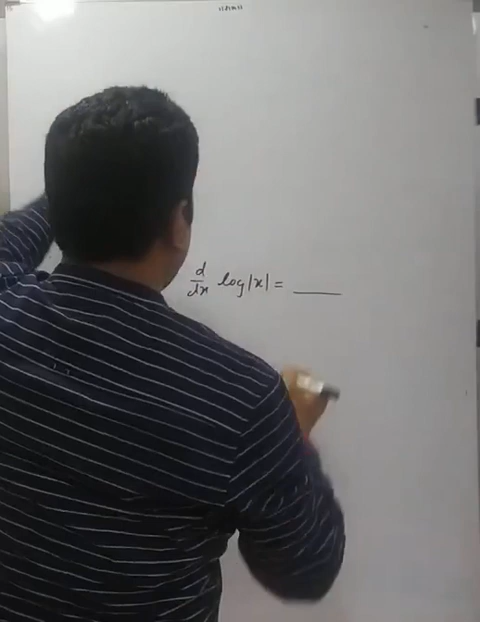 d/dx log|x| = ____